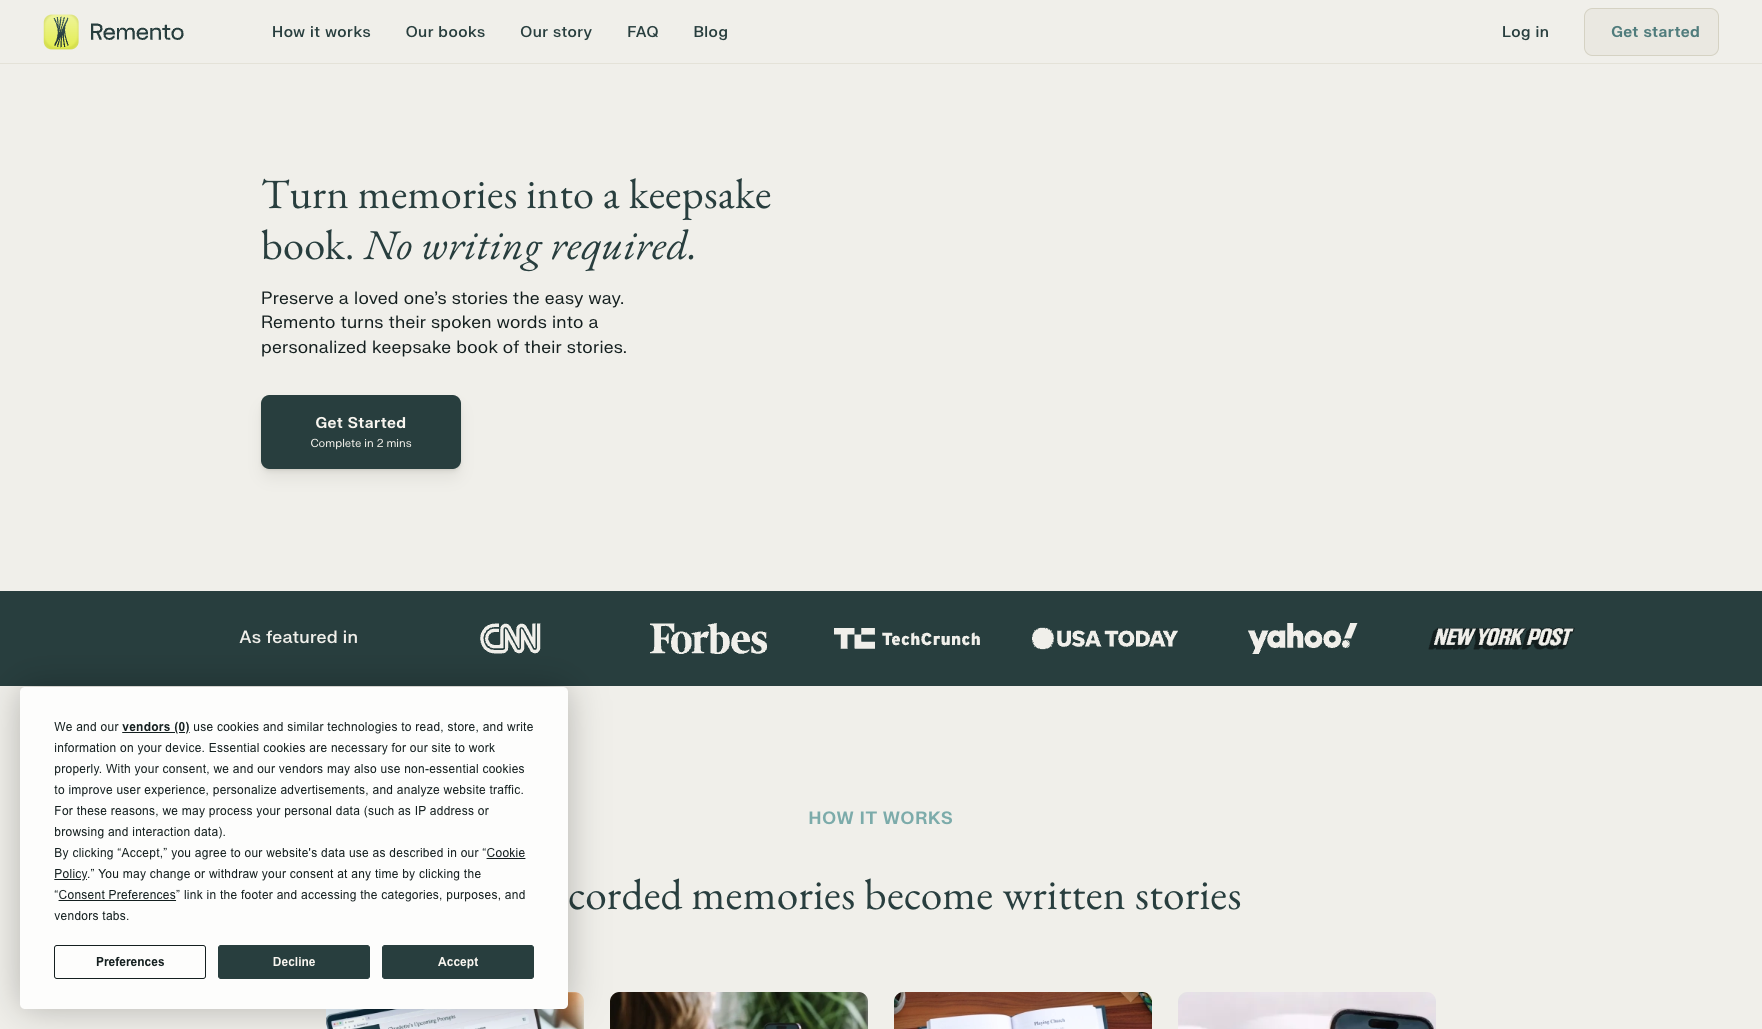 Remento
How it works
Our books
Our story
FAQ
Blog
Log in
Get started
Turn memories into a keepsake
book. No writing required.
Preserve a loved one’s stories the easy way.
Remento turns their spoken words into a
personalized keepsake book of their stories.
Get Started
Complete in 2 mins
As featured in
CNN
Forbes
TC TechCrunch
USA TODAY
yahoo!
NEW YORK POST
We and our vendors (0) use cookies and similar technologies to read, store, and write
information on your device. Essential cookies are necessary for our site to work
properly. With your consent, we and our vendors may also use non-essential cookies
to improve user experience, personalize advertisements, and analyze website traffic.
For these reasons, we may process your personal data (such as IP address or
browsing and interaction data).
By clicking “Accept,” you agree to our website's data use as described in our “Cookie
Policy.” You may change or withdraw your consent at any time by clicking the
“Consent Preferences” link in the footer and accessing the categories, purposes, and
vendors tabs.
Preferences
Decline
Accept
HOW IT WORKS
corded memories become written stories
Upcoming Prompts
Playing Church